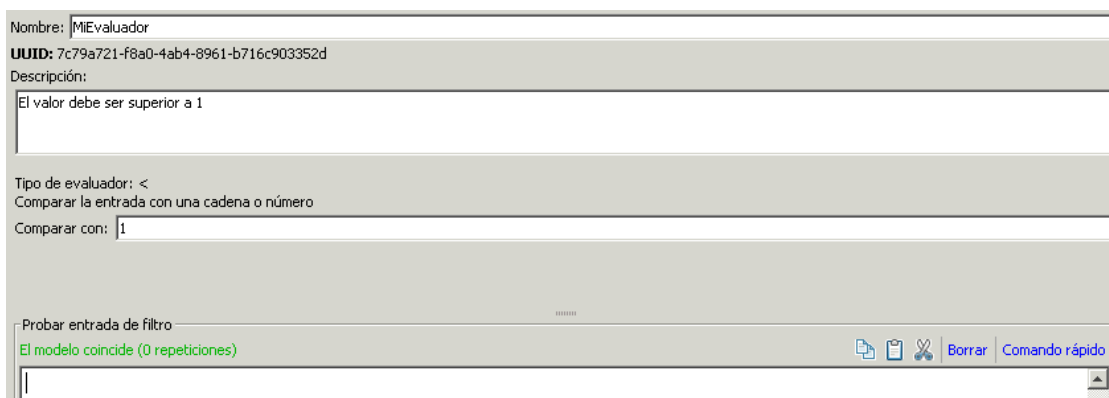 Nombre: MiEvaluador
UUID: 7c79a721-f8a0-4ab4-8961-b716c903352d
Descripción:
El valor debe ser superior a 1
Tipo de evaluador: <
Comparar la entrada con una cadena o número
Comparar con: 1
Probar entrada de filtro
El modelo coincide (0 repeticiones) Borrar Comando rápido